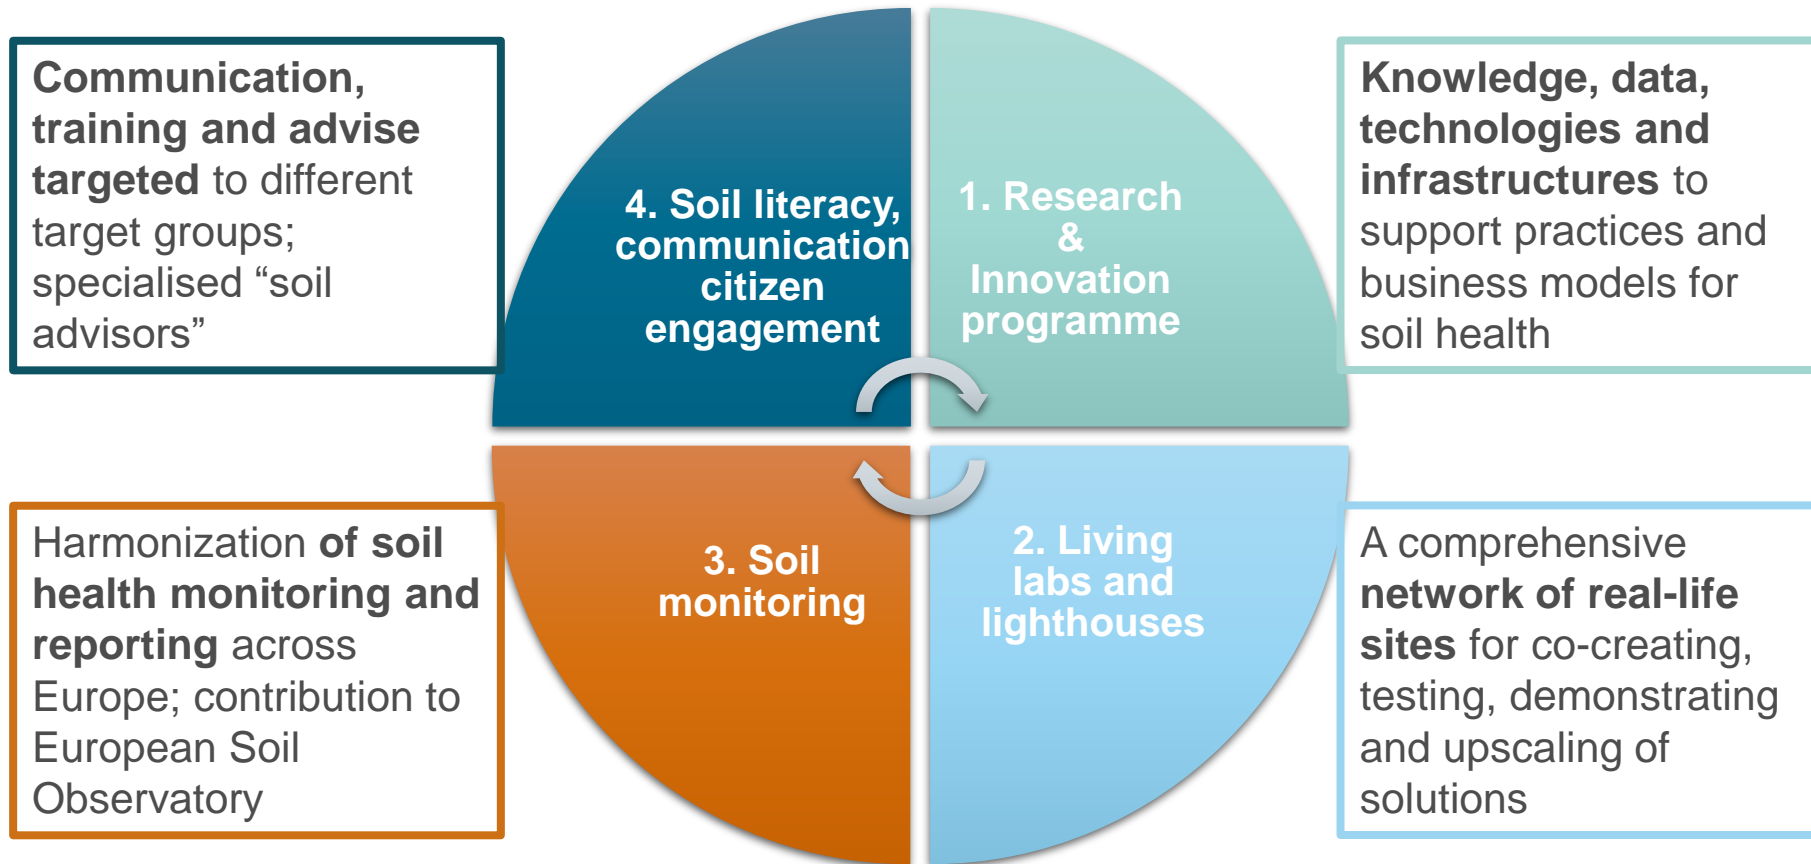 Communication,
training and advise
targeted to different
target groups;
specialised “soil
advisors”
4. Soil literacy,
communication
citizen
engagement
1. Research
&
Innovation
programme
Knowledge, data,
technologies and
infrastructures to
support practices and
business models for
soil health
Harmonization of soil
health monitoring and
reporting across
Europe; contribution to
European Soil
Observatory
3. Soil
monitoring
2. Living
labs and
lighthouses
A comprehensive
network of real-life
sites for co-creating,
testing, demonstrating
and upscaling of
solutions